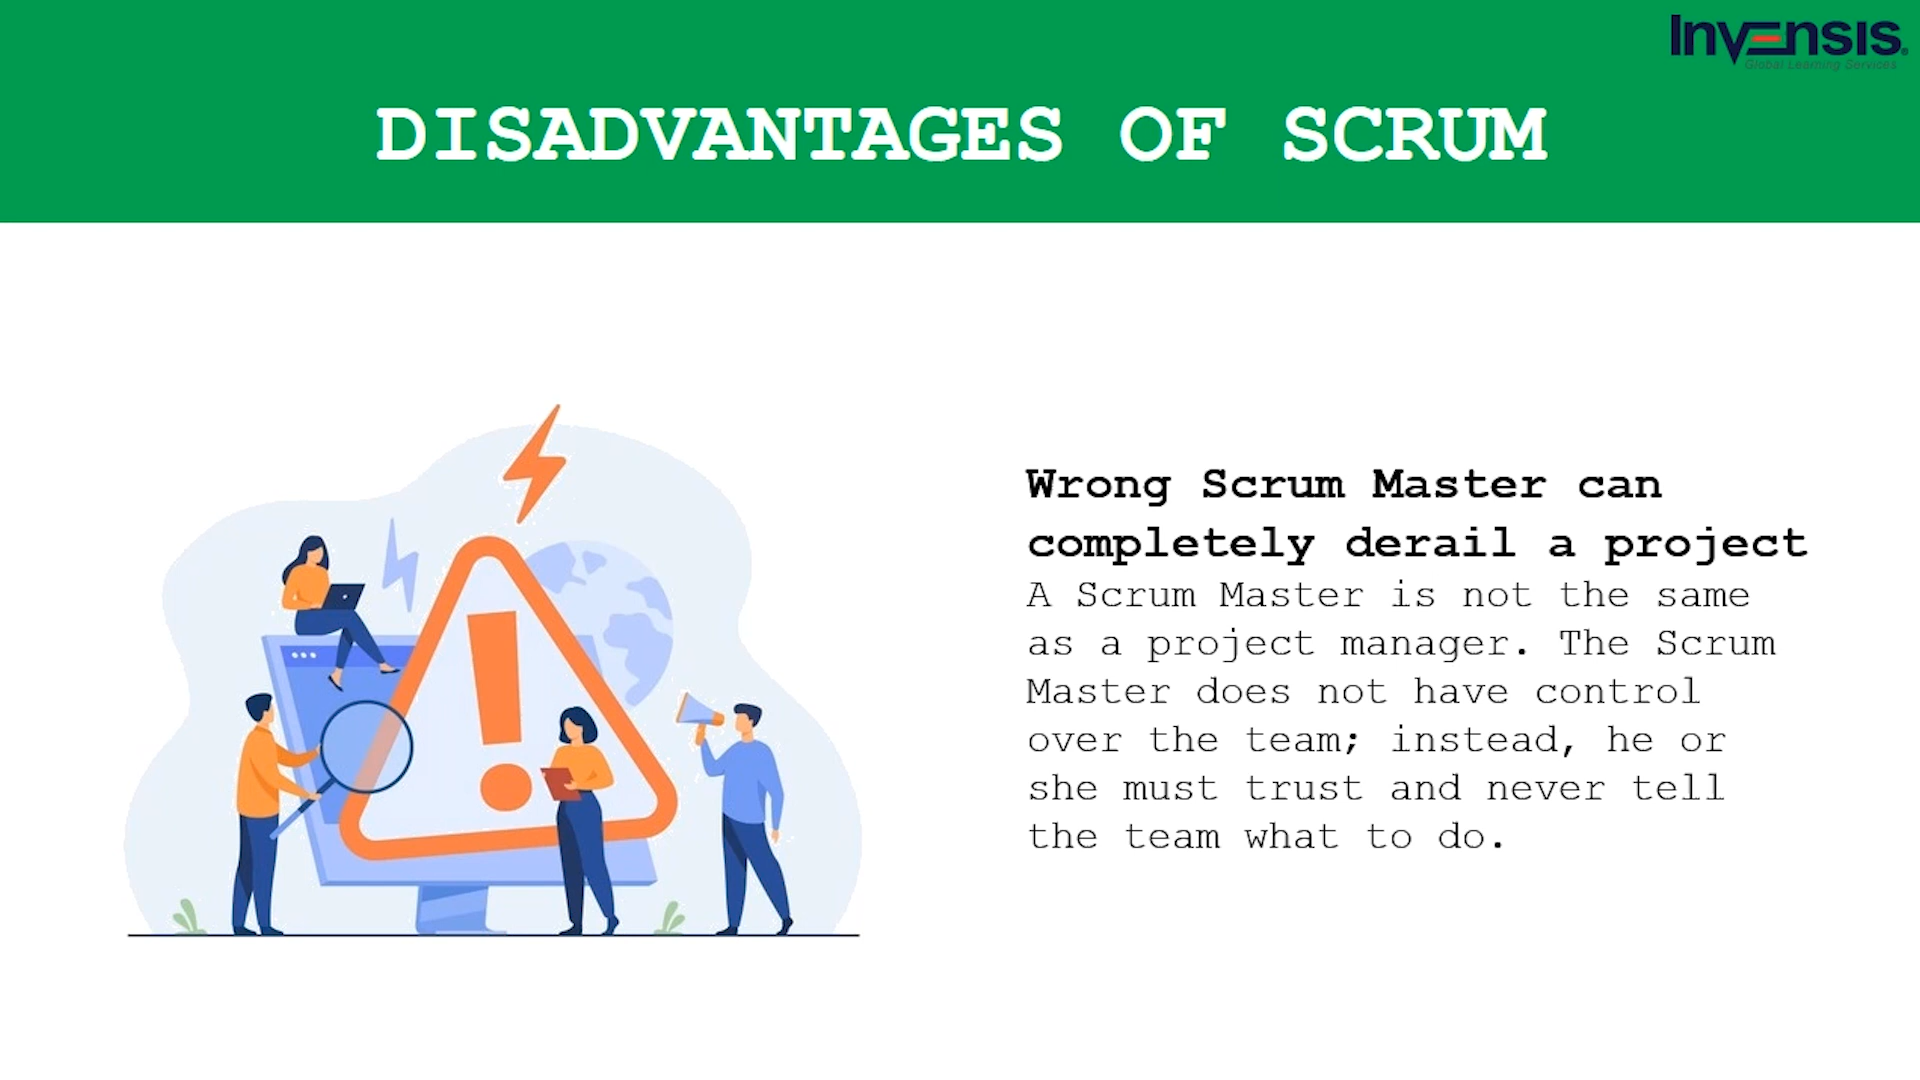 Invensis
Global Learning Services
DISADVANTAGES OF SCRUM
Wrong Scrum Master can
completely derail a project
A Scrum Master is not the same
as a project manager. The Scrum
Master does not have control
over the team; instead, he or
she must trust and never tell
the team what to do.